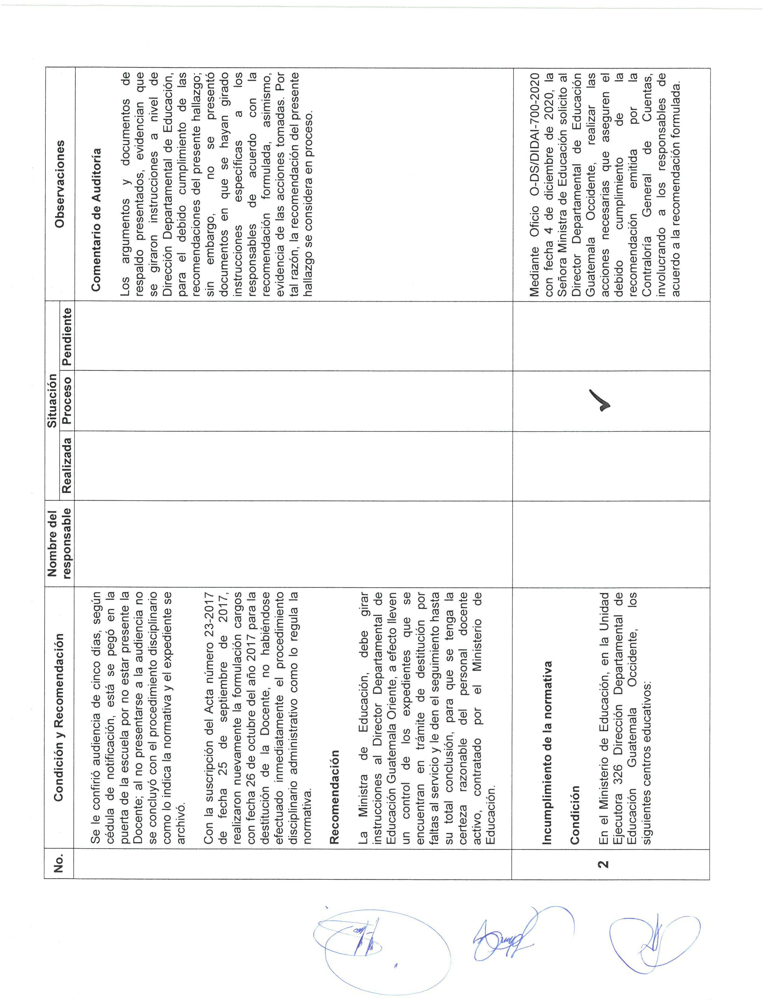 No.
Condición y Recomendación
Nombre del
responsable
Situación
Realizada
Proceso
Pendiente
Observaciones
Se le confirió audiencia de cinco días, según
cédula de notificación, está se pegó en la
puerta de la escuela por no estar presente la
Docente; al no presentarse a la audiencia no
se concluyó con el procedimiento disciplinario
como lo indica la normativa y el expediente se
archivó.
Con la suscripción del Acta número 23-2017
de fecha 25 de septiembre de 2017,
realizaron nuevamente la formulación cargos
con fecha 26 de octubre del año 2017 para la
destitución de la Docente, no habiéndose
efectuado inmediatamente el procedimiento
disciplinario administrativo como lo regula la
normativa.
Recomendación
La Ministra de Educación, debe girar
instrucciones al Director Departamental de
Educación Guatemala Oriente, a efecto lleven
un control de los expedientes que se
encuentran en trámite de destitución por
faltas al servicio y le den el seguimiento hasta
su total conclusión, para que se tenga la
certeza razonable del personal docente
activo, contratado por el Ministerio de
Educación.
Comentario de Auditoría
Los argumentos y documentos de
respaldo presentados, evidencian que
se giraron instrucciones a nivel de
Dirección Departamental de Educación,
para el debido cumplimiento de las
recomendaciones del presente hallazgo;
sin embargo, no se presentó
documentos en que se hayan girado
instrucciones específicas a los
responsables de acuerdo con la
recomendación formulada, asimismo,
evidencia de las acciones tomadas. Por
tal razón, la recomendación del presente
hallazgo se considera en proceso.
2
Incumplimiento de la normativa
Condición
En el Ministerio de Educación, en la Unidad
Ejecutora 326 Dirección Departamental de
Educación Guatemala Occidente, los
siguientes centros educativos:
✓
Mediante Oficio O-DS/DIDAI-700-2020
con fecha 4 de diciembre de 2020, la
Señora Ministra de Educación solicito al
Director Departamental de Educación
Guatemala Occidente, realizar las
acciones necesarias que aseguren el
debido cumplimiento de la
recomendación emitida por la
Contraloría General de Cuentas,
involucrando a los responsables de
acuerdo a la recomendación formulada.